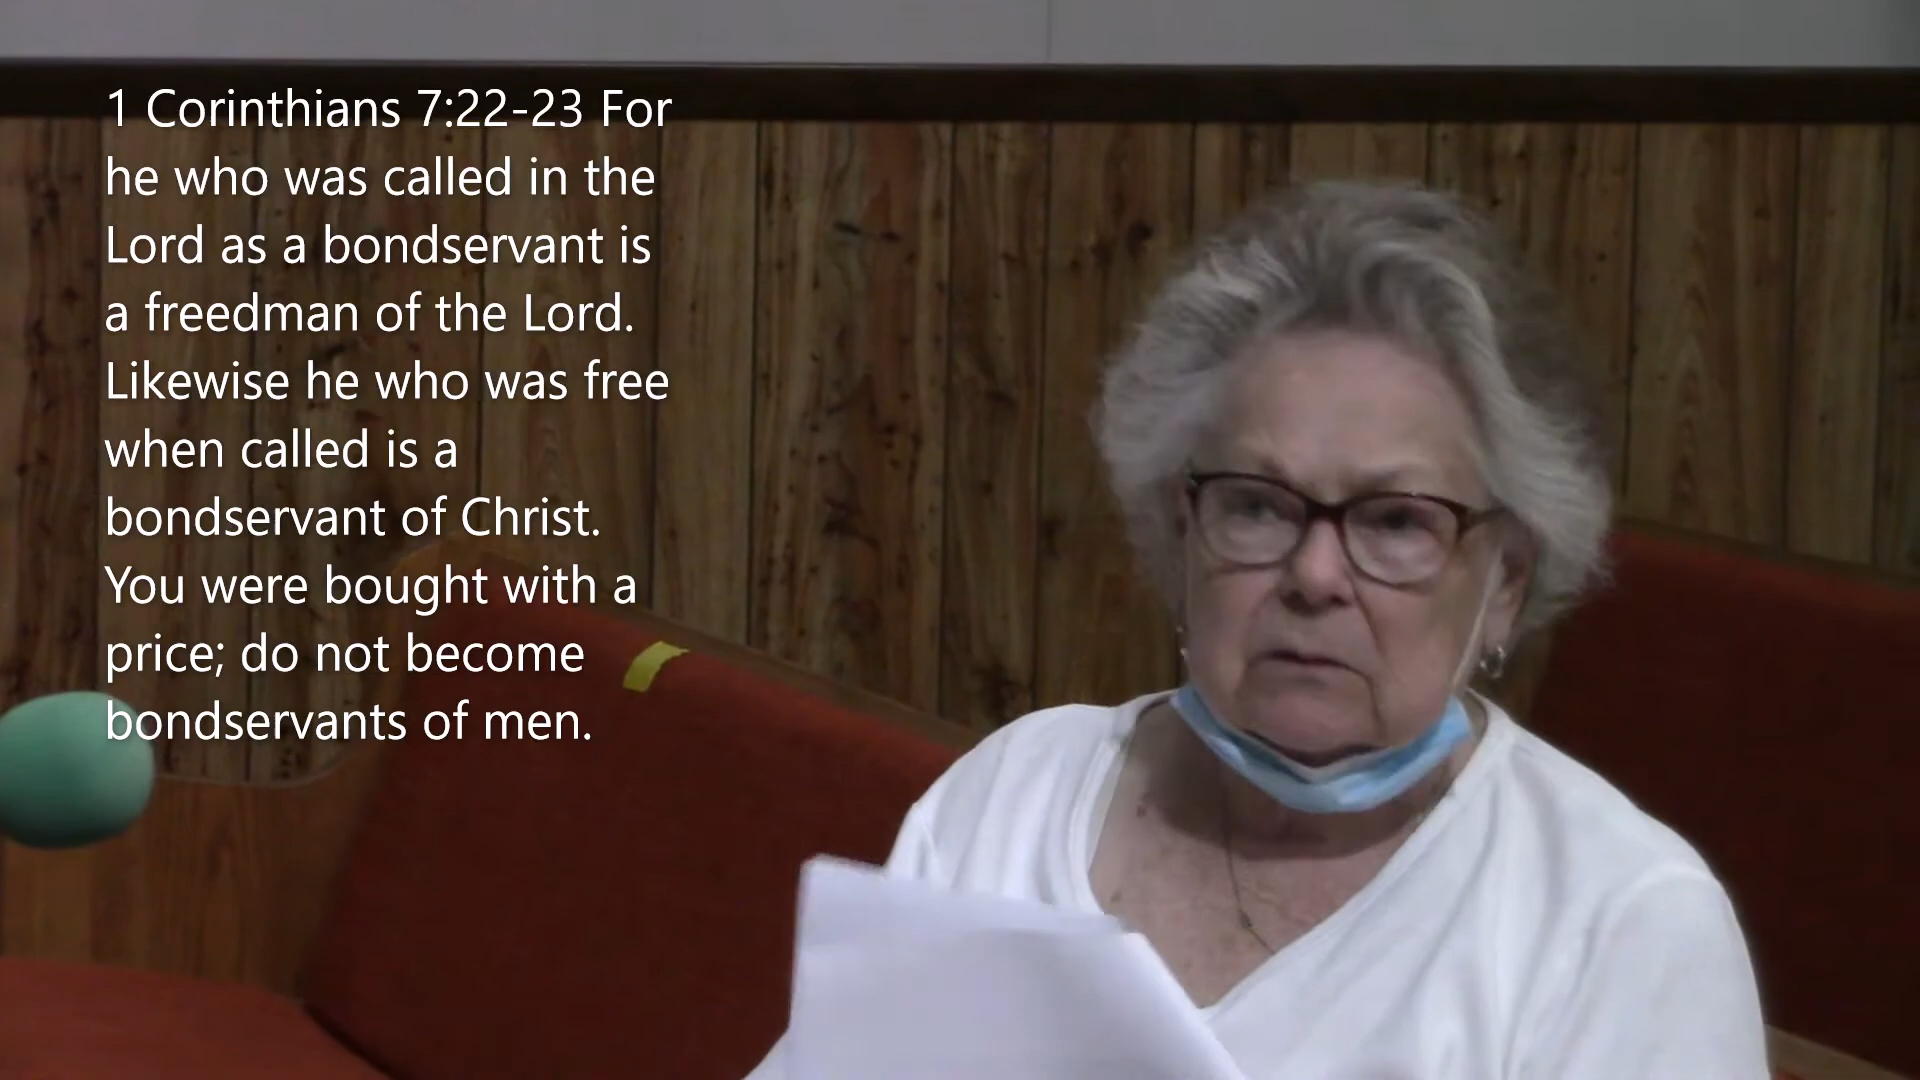 1 Corinthians 7:22-23 For
he who was called in the
Lord as a bondservant is
a freedman of the Lord.
Likewise he who was free
when called is a
bondservant of Christ.
You were bought with a
price; do not become
bondservants of men.